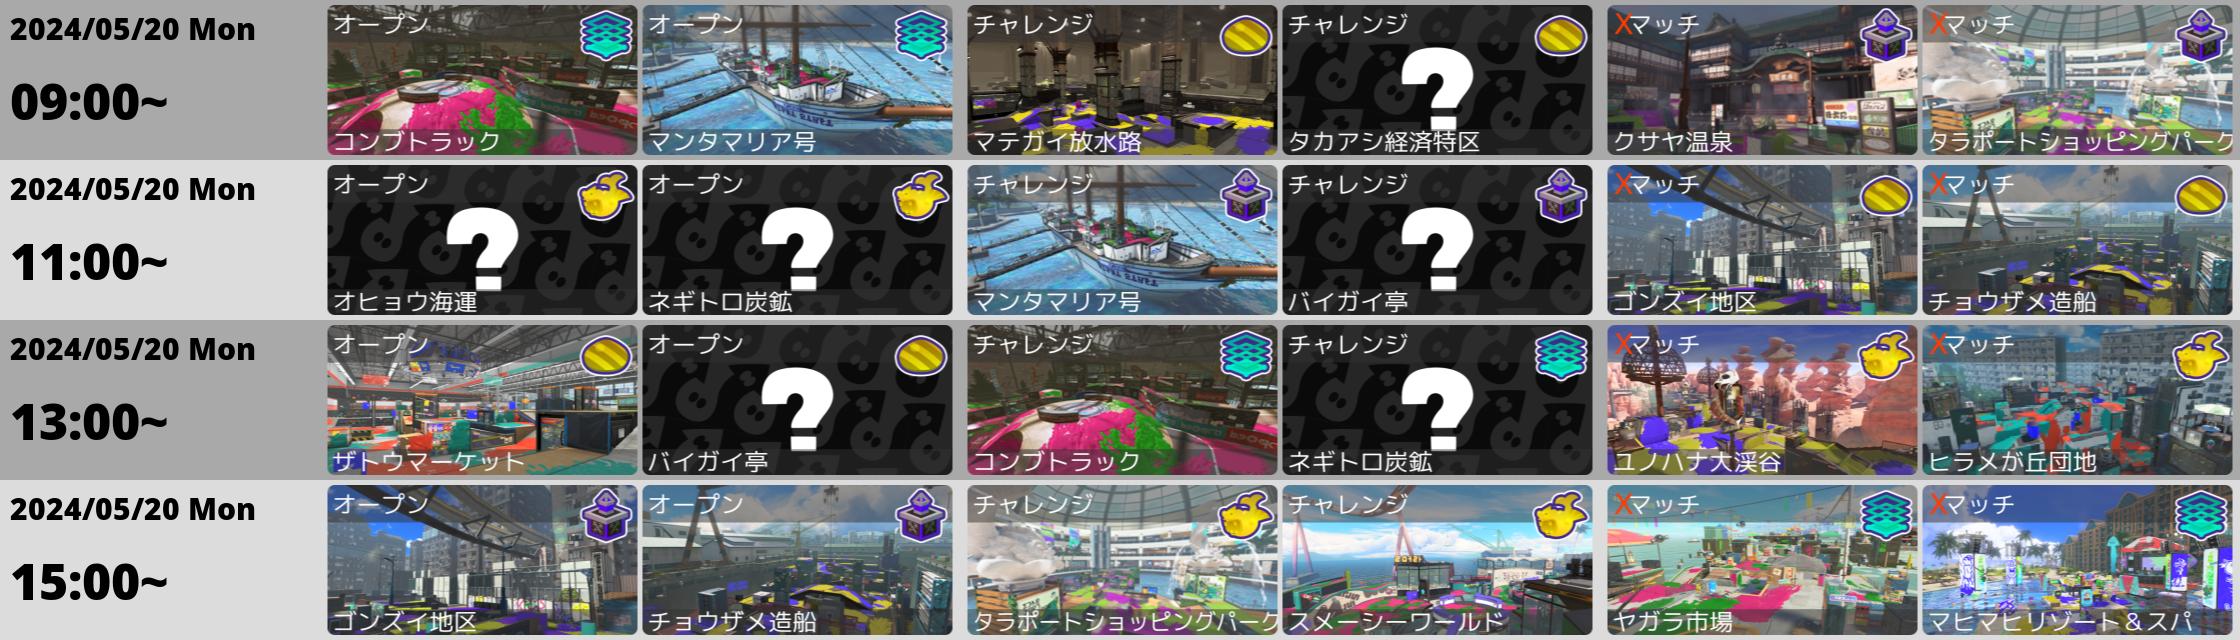 2024/05/20 Mon
09:00~
オープン
コンブトラック
オープン
マンタマリア号
チャレンジ
マテガイ放水路
チャレンジ
?
タカアシ経済特区
Xマッチ
クサヤ温泉
Xマッチ
タラポートショッピングパーク
2024/05/20 Mon
11:00~
オープン
?
オヒョウ海運
オープン
?
ネギトロ炭鉱
チャレンジ
マンタマリア号
チャレンジ
?
バイガイ亭
Xマッチ
ゴンズイ地区
Xマッチ
チョウザメ造船
2024/05/20 Mon
13:00~
オープン
ザトウマーケット
オープン
?
バイガイ亭
チャレンジ
コンブトラック
チャレンジ
?
ネギトロ炭鉱
Xマッチ
ユノハナ大渓谷
Xマッチ
ヒラメが丘団地
2024/05/20 Mon
15:00~
オープン
ゴンズイ地区
オープン
チョウザメ造船
チャレンジ
タラポートショッピングパーク
チャレンジ
スメーシーワールド
Xマッチ
ヤガラ市場
Xマッチ
マヒマヒリゾート&スパ